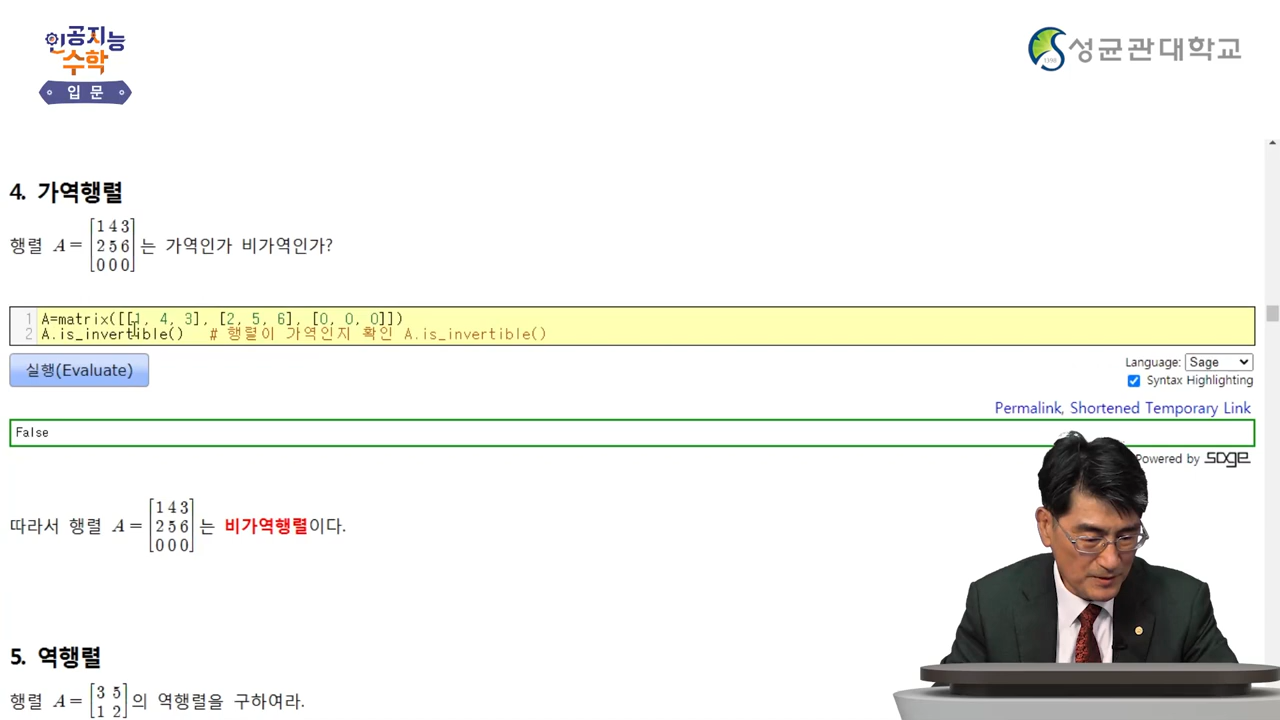 인공지능
수학
입문
1398
성균관대학교
4. 가역행렬
행렬 A = [1 4 3
2 5 6
0 0 0] 는 가역인가 비가역인가?
1 A=matrix([[1, 4, 3], [2, 5, 6], [0, 0, 0]])
2 A.is_invertible() # 행렬이 가역인지 확인 A.is_invertible()
실행(Evaluate)
Language: Sage
Syntax Highlighting
Permalink, Shortened Temporary Link
False
Powered by sage
따라서 행렬 A = [1 4 3
2 5 6
0 0 0] 는 비가역행렬이다.
5. 역행렬
행렬 A = [3 5
1 2] 의 역행렬을 구하여라.